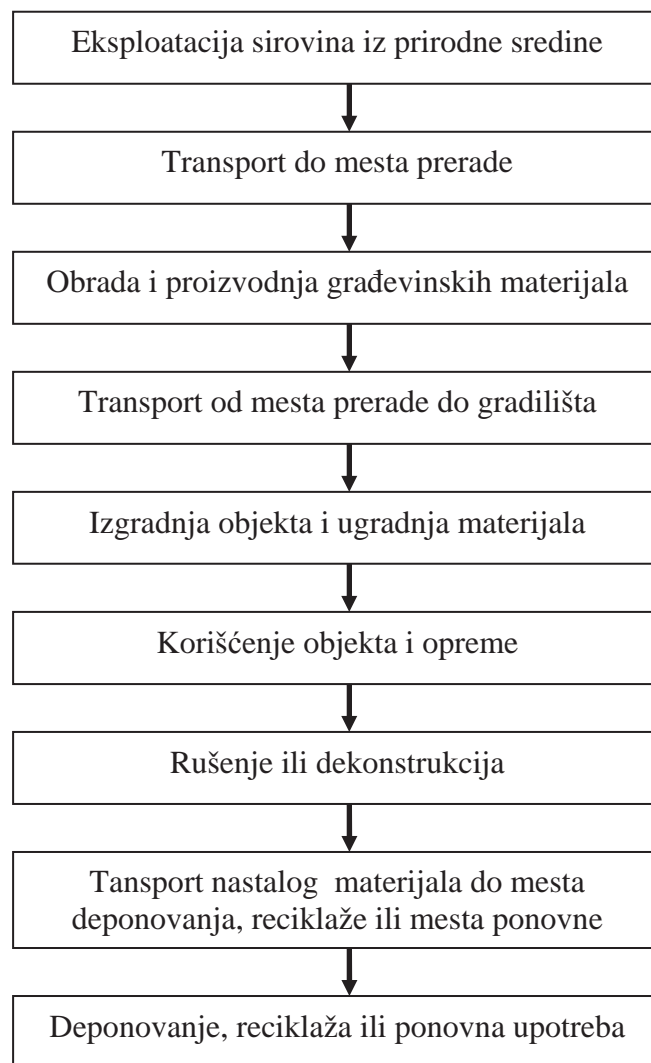 Eksploatacija sirovina iz prirodne sredine
Transport do mesta prerade
Obrada i proizvodnja građevinskih materijala
Transport od mesta prerade do gradilišta
Izgradnja objekta i ugradnja materijala
Korišćenje objekta i opreme
Rušenje ili dekonstrukcija
Tansport nastalog materijala do mesta
deponovanja, reciklaže ili mesta ponovne
Deponovanje, reciklaža ili ponovna upotreba